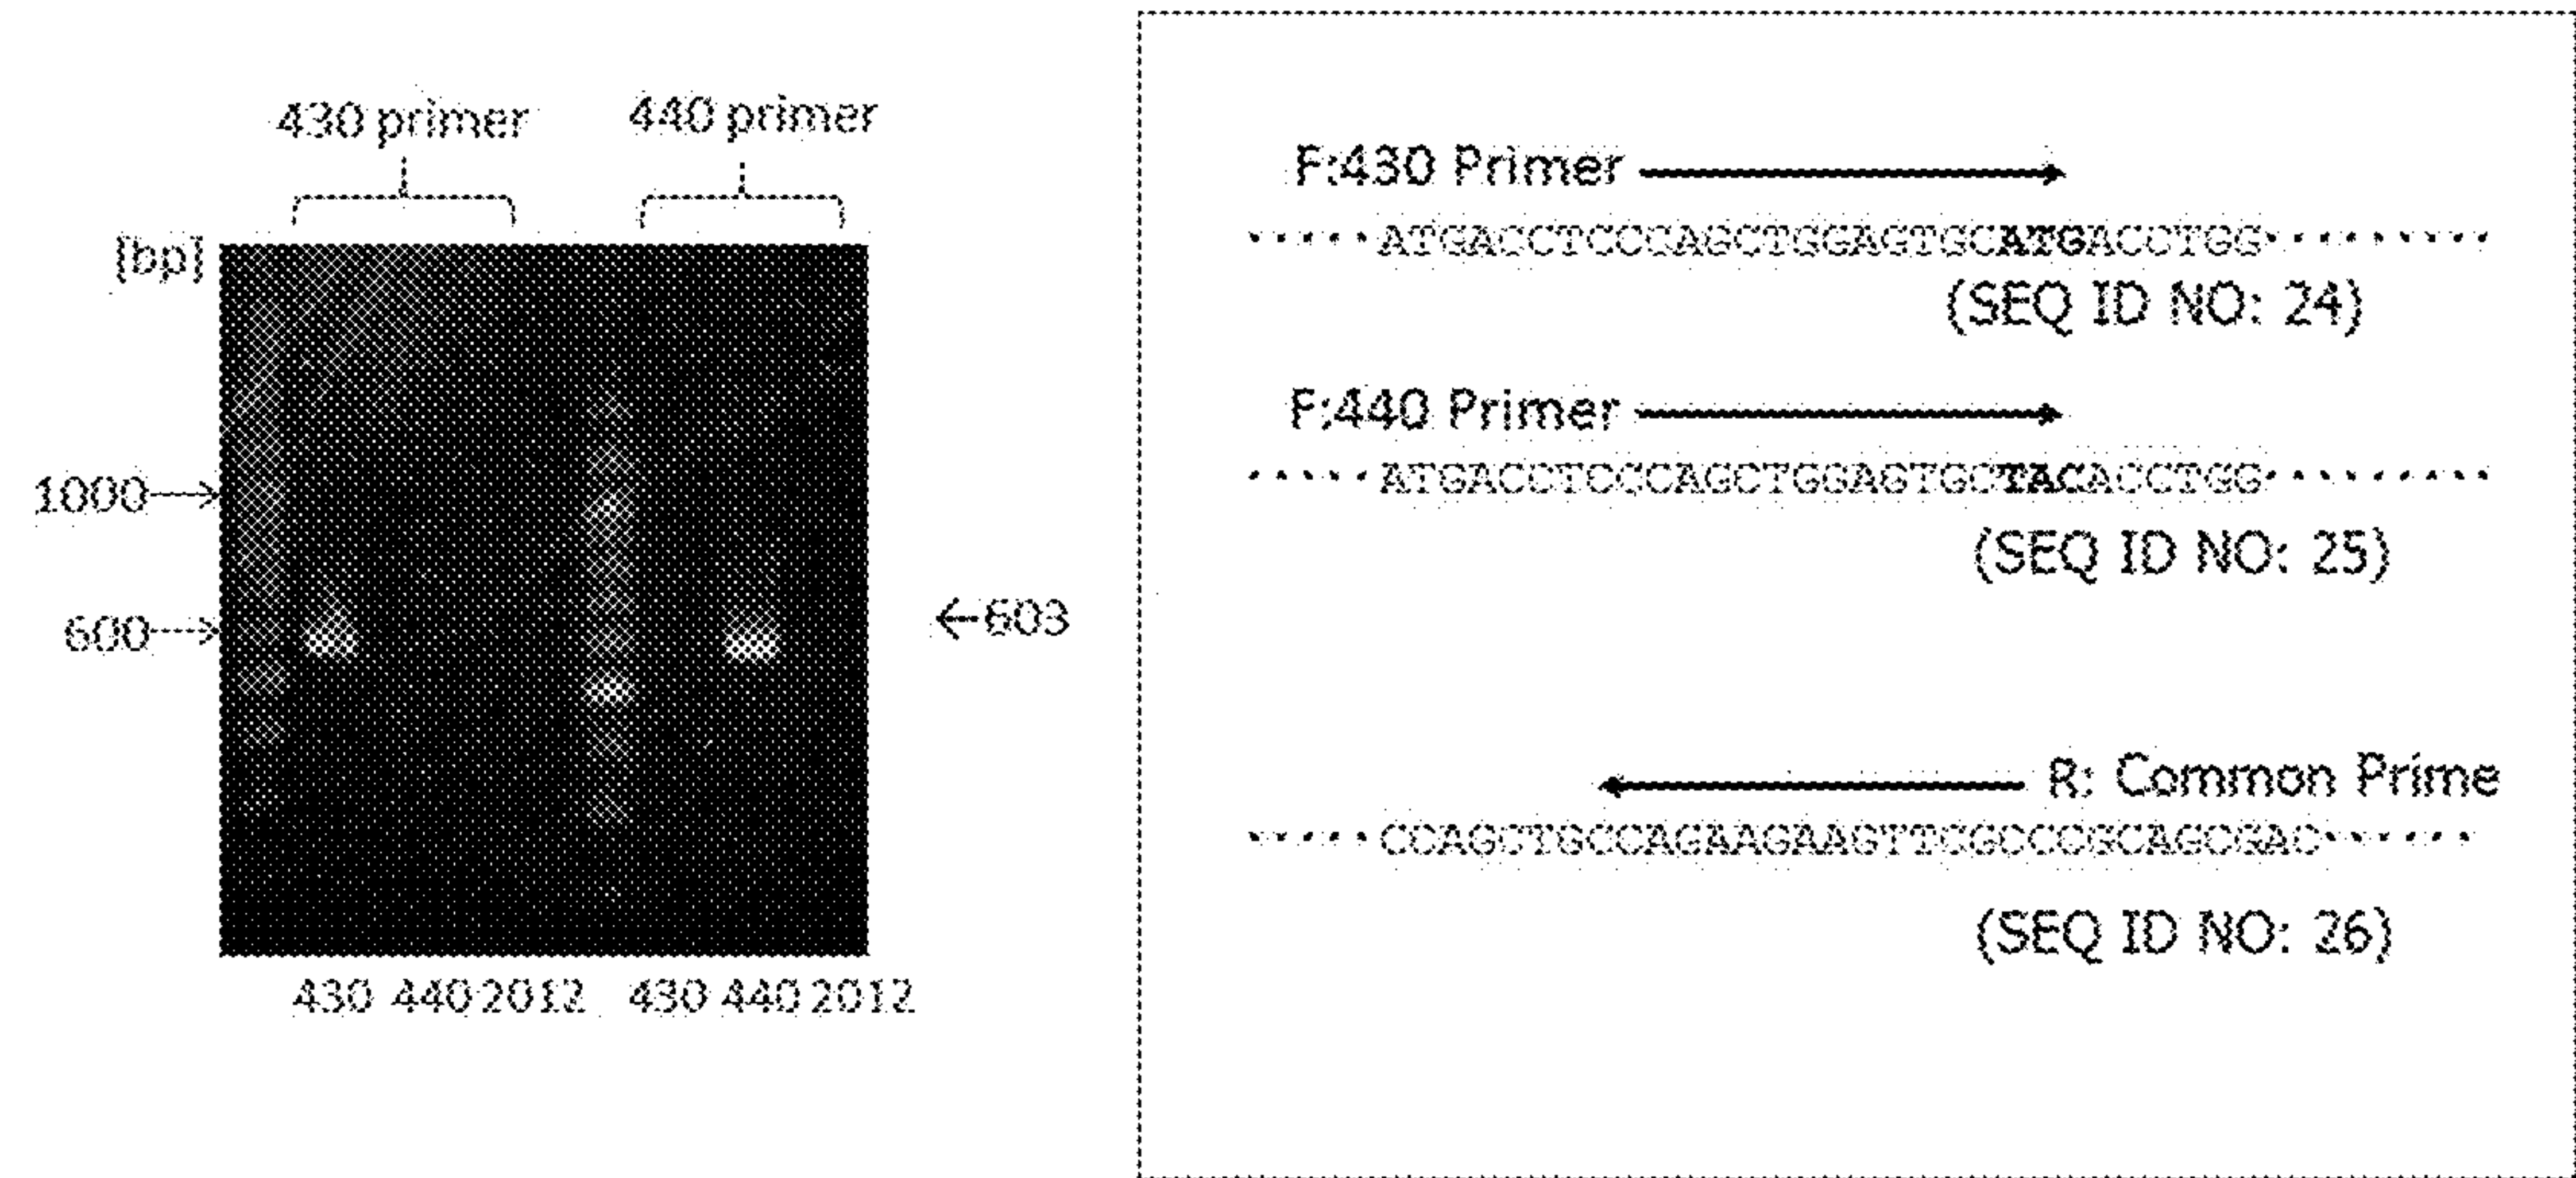 430 primer 440 primer
[bp]
1000
600
←603
430 440 2012 430 440 2012
F:430 Primer
·····ATGACCTCCCAGCTGGAGTGCATGACCTGG·········
(SEQ ID NO: 24)
F:440 Primer
·····ATGACCTCCCAGCTGGAGTGCTACACCTGG·········
(SEQ ID NO: 25)
R: Common Prime
·····CCAGCTGCCAGAAGAAGTTCGCCCGCAGCGAC······
(SEQ ID NO: 26)